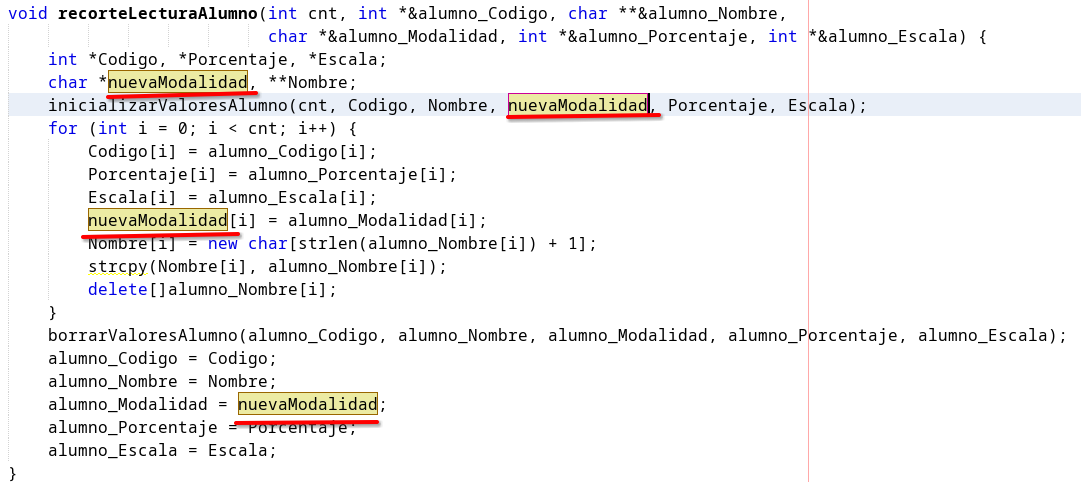 void recorteLecturaAlumno(int cnt, int *&alumno_Codigo, char **&alumno_Nombre,
                          char *&alumno_Modalidad, int *&alumno_Porcentaje, int *&alumno_Escala) {
    int *Codigo, *Porcentaje, *Escala;
    char *nuevaModalidad, **Nombre;
    inicializarValoresAlumno(cnt, Codigo, Nombre, nuevaModalidad, Porcentaje, Escala);
    for (int i = 0; i < cnt; i++) {
        Codigo[i] = alumno_Codigo[i];
        Porcentaje[i] = alumno_Porcentaje[i];
        Escala[i] = alumno_Escala[i];
        nuevaModalidad[i] = alumno_Modalidad[i];
        Nombre[i] = new char[strlen(alumno_Nombre[i]) + 1];
        strcpy(Nombre[i], alumno_Nombre[i]);
        delete[]alumno_Nombre[i];
    }
    borrarValoresAlumno(alumno_Codigo, alumno_Nombre, alumno_Modalidad, alumno_Porcentaje, alumno_Escala);
    alumno_Codigo = Codigo;
    alumno_Nombre = Nombre;
    alumno_Modalidad = nuevaModalidad;
    alumno_Porcentaje = Porcentaje;
    alumno_Escala = Escala;
}